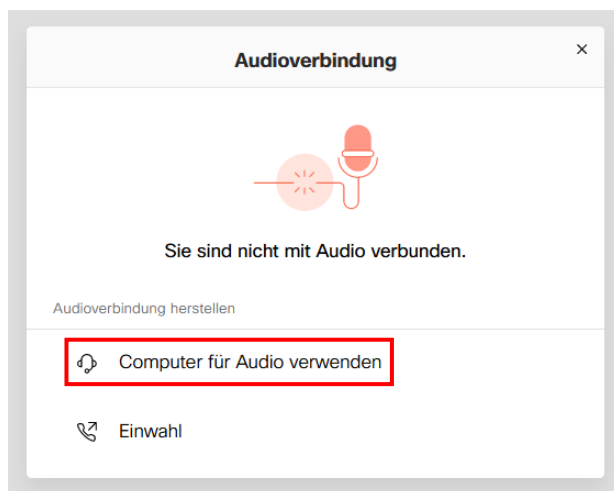 Audioverbindung
Sie sind nicht mit Audio verbunden.
Audioverbindung herstellen
Computer für Audio verwenden
Einwahl